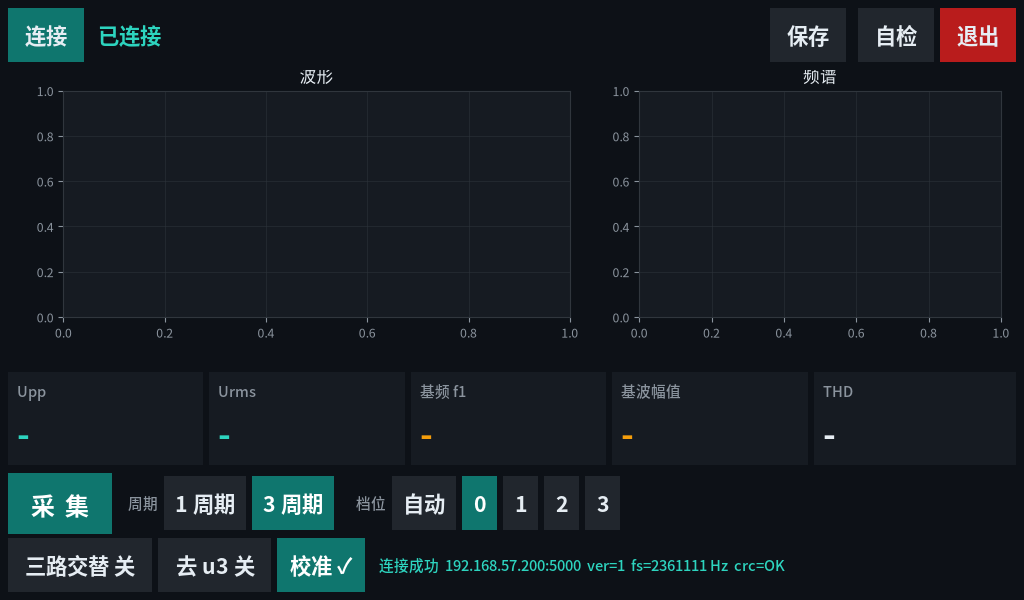 连接 已连接 保存 自检 退出
波形 频谱
1.0 1.0
0.8 0.8
0.6 0.6
0.4 0.4
0.2 0.2
0.0 0.0
0.0 0.2 0.4 0.6 0.8 1.0 0.0 0.2 0.4 0.6 0.8 1.0
Upp Urms 基频 f1 基波幅值 THD
- - - - -
采 集 周期 1 周期 3 周期 档位 自动 0 1 2 3
三路交替 关 去 u3 关 校准 ✓ 连接成功 192.168.57.200:5000 ver=1 fs=2361111 Hz crc=OK